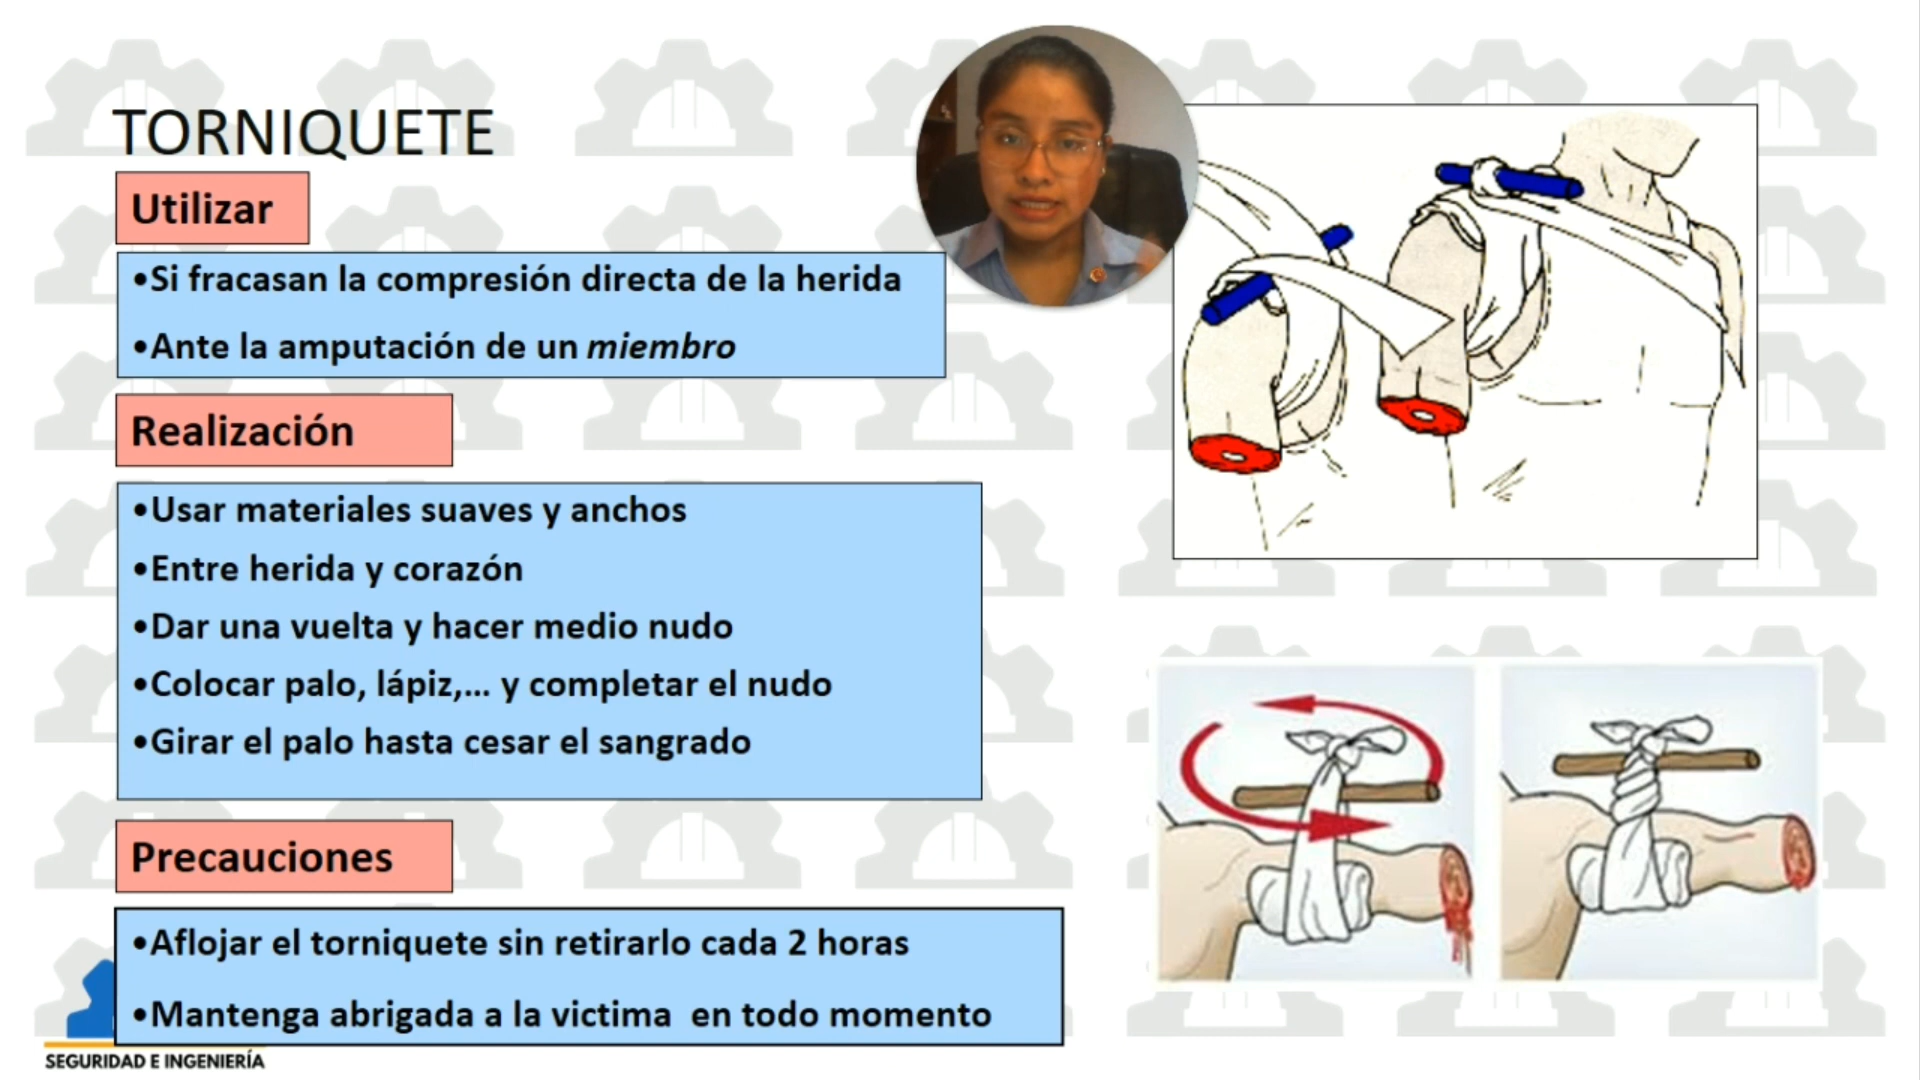 TORNIQUETE
Utilizar
•Si fracasan la compresión directa de la herida
•Ante la amputación de un miembro
Realización
•Usar materiales suaves y anchos
•Entre herida y corazón
•Dar una vuelta y hacer medio nudo
•Colocar palo, lápiz,... y completar el nudo
•Girar el palo hasta cesar el sangrado
Precauciones
•Aflojar el torniquete sin retirarlo cada 2 horas
•Mantenga abrigada a la victima en todo momento
SEGURIDAD E INGENIERÍA